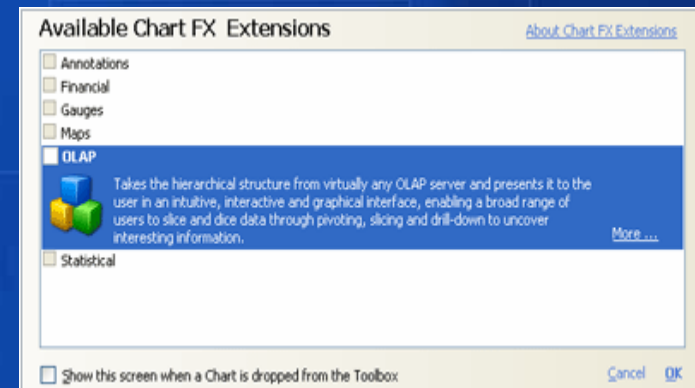 Available Chart FX Extensions
About Chart FX Extensions
Annotations
Financial
Gauges
Maps
OLAP
Takes the hierarchical structure from virtually any OLAP server and presents it to the
user in an intuitive, interactive and graphical interface, enabling a broad range of
users to slice and dice data through pivoting, slicing and drill-down to uncover
interesting information.
More ...
Statistical
Show this screen when a Chart is dropped from the Toolbox
Cancel
OK